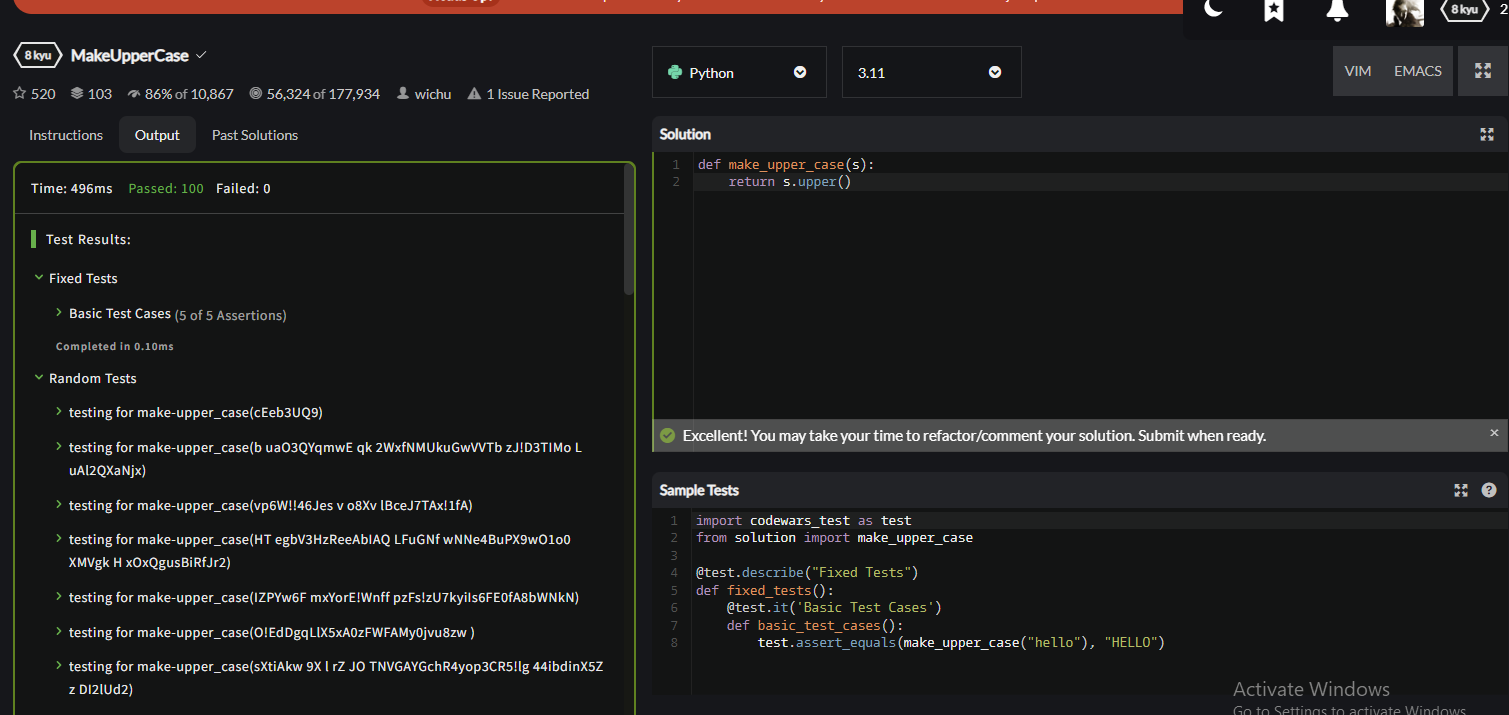 8 kyu
8 kyu MakeUpperCase
Python
3.11
VIM EMACS
520 103 86% of 10,867 56,324 of 177,934 wichu 1 Issue Reported
Instructions Output Past Solutions
Time: 496ms Passed: 100 Failed: 0
Test Results:
Fixed Tests
Basic Test Cases (5 of 5 Assertions)
Completed in 0.10ms
Random Tests
testing for make-upper_case(cEeb3UQ9)
testing for make-upper_case(b uaO3QYqmwE qk 2WxfNMUkuGwVVTb zJ!D3TIMo L
uAl2QXaNjx)
testing for make-upper_case(vp6W!!46Jes v o8Xv lBceJ7TAx!1fA)
testing for make-upper_case(HT egbV3HzReeAbIAQ LFuGNf wNNe4BuPX9wO1o0
XMVgk H xOxQgusBiRfJr2)
testing for make-upper_case(IZPYw6F mxYorE!Wnff pzFs!zU7kyiIs6FE0fA8bWNkN)
testing for make-upper_case(O!EdDgqLlX5xA0zFWFAMy0jvu8zw )
testing for make-upper_case(sXtiAkw 9X l rZ JO TNVGAYGchR4yop3CR5!lg 44ibdinX5Z
z DI2lUd2)
Solution
1 def make_upper_case(s):
2 return s.upper()
Excellent! You may take your time to refactor/comment your solution. Submit when ready.
Sample Tests
1 import codewars_test as test
2 from solution import make_upper_case
3
4 @test.describe("Fixed Tests")
5 def fixed_tests():
6 @test.it('Basic Test Cases')
7 def basic_test_cases():
8 test.assert_equals(make_upper_case("hello"), "HELLO")
Activate Windows
Go to Settings to activate Windows.